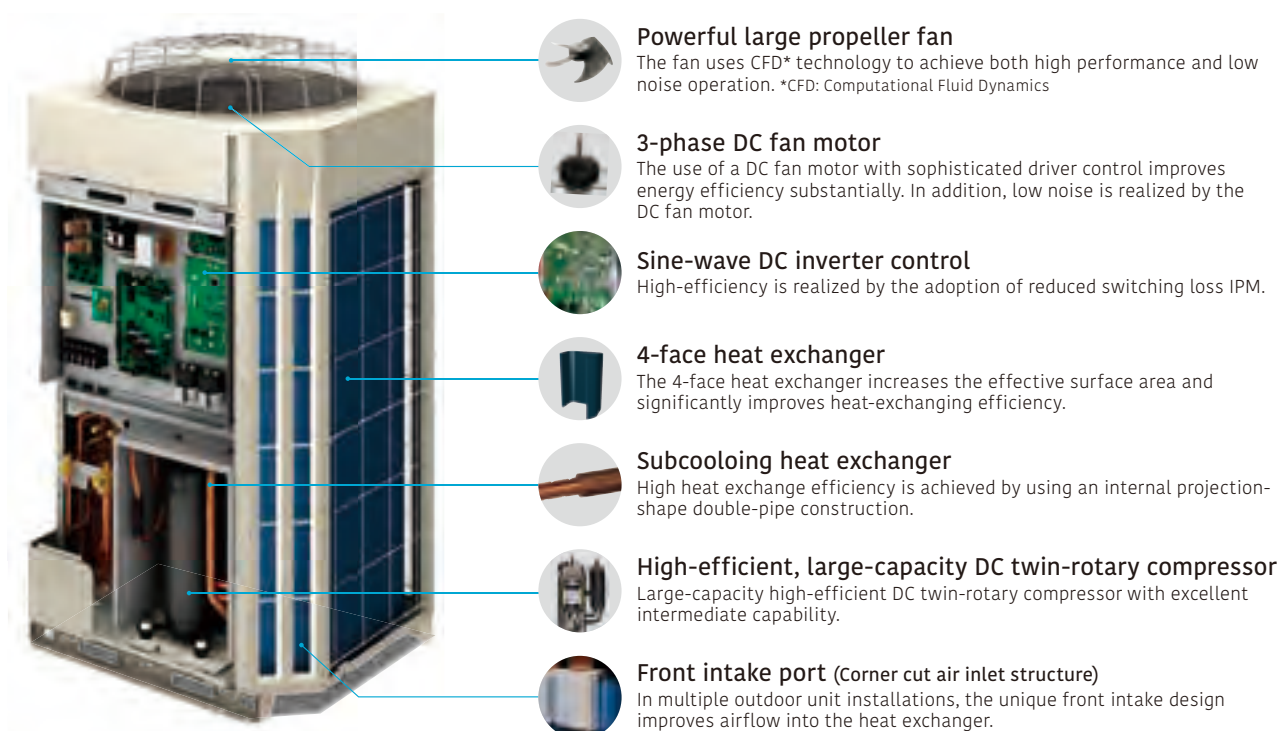 Powerful large propeller fan
The fan uses CFD* technology to achieve both high performance and low
noise operation. *CFD: Computational Fluid Dynamics
3-phase DC fan motor
The use of a DC fan motor with sophisticated driver control improves
energy efficiency substantially. In addition, low noise is realized by the
DC fan motor.
Sine-wave DC inverter control
High-efficiency is realized by the adoption of reduced switching loss IPM.
4-face heat exchanger
The 4-face heat exchanger increases the effective surface area and
significantly improves heat-exchanging efficiency.
Subcooloing heat exchanger
High heat exchange efficiency is achieved by using an internal projection-
shape double-pipe construction.
High-efficient, large-capacity DC twin-rotary compressor
Large-capacity high-efficient DC twin-rotary compressor with excellent
intermediate capability.
Front intake port (Corner cut air inlet structure)
In multiple outdoor unit installations, the unique front intake design
improves airflow into the heat exchanger.